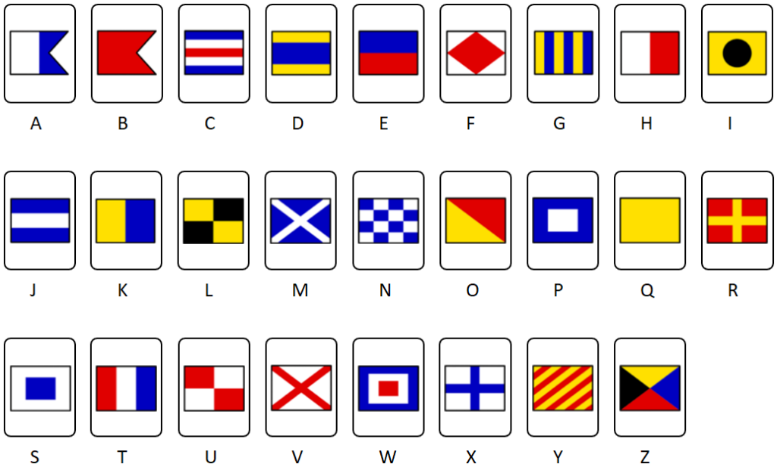 A B C D E F G H I
J K L M N O P Q R
S T U V W X Y Z